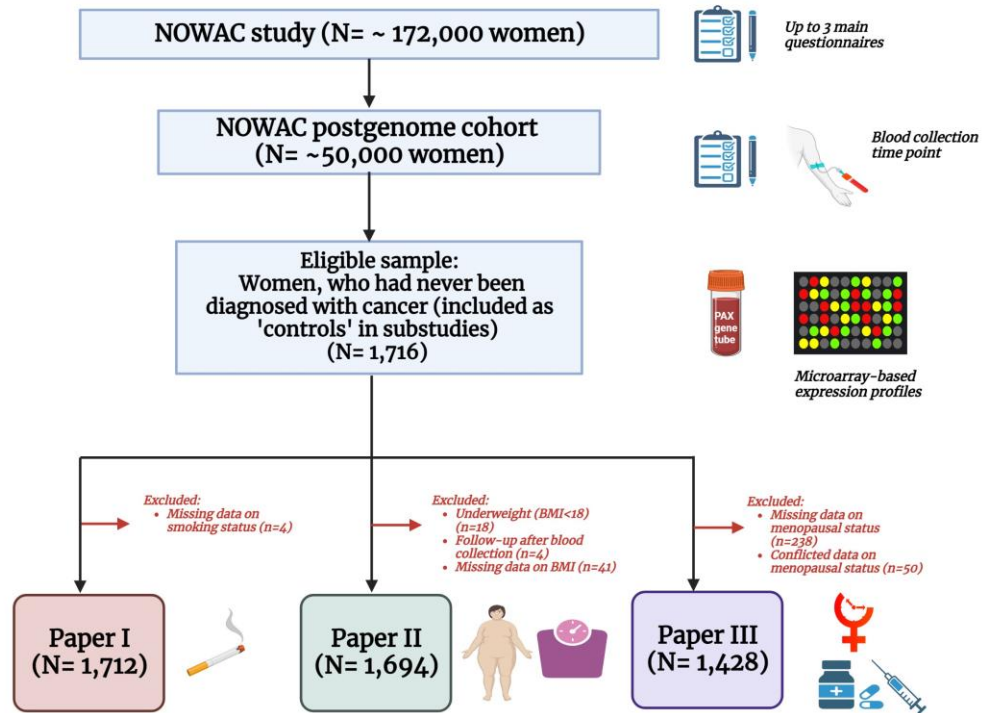 NOWAC study (N= ~ 172,000 women)
Up to 3 main
questionnaires
NOWAC postgenome cohort
(N= ~50,000 women)
Blood collection
time point
Eligible sample:
Women, who had never been
diagnosed with cancer (included as
'controls' in substudies)
(N= 1,716)
PAX
gene
tube
Microarray-based
expression profiles
Excluded:
• Missing data on
smoking status (n=4)
Excluded:
• Underweight (BMI<18)
(n=18)
• Follow-up after blood
collection (n=4)
• Missing data on BMI (n=41)
Excluded:
• Missing data on
menopausal status
(n=238)
• Conflicted data on
menopausal status (n=50)
Paper I
(N= 1,712)
Paper II
(N= 1,694)
Paper III
(N= 1,428)